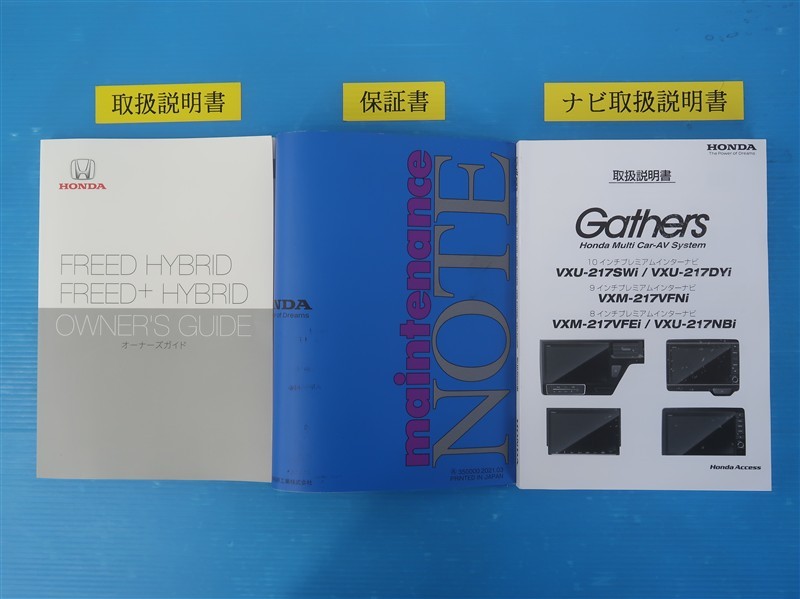 取扱説明書
保証書
ナビ取扱説明書
HONDA
FREED HYBRID
FREED+ HYBRID
OWNER'S GUIDE
オーナーズガイド
maintenance
NOTE
NDA
of Dreams
PRINTED IN JAPAN
HONDA
The Power of Dreams
取扱説明書
Gathers
Honda Multi Car-AV System
10インチプレミアムインターナビ
VXU-217SWi / VXU-217DYi
9インチプレミアムインターナビ
VXM-217VFNi
8インチプレミアムインターナビ
VXM-217VFEi / VXU-217NBi
Honda Access